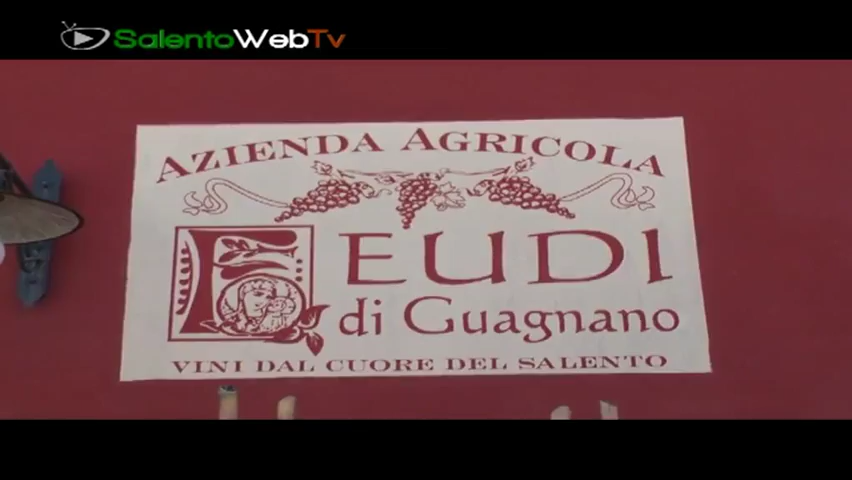 SalentoWebTv
AZIENDA AGRICOLA
FEUDI
di Guagnano
VINI DAL CUORE DEL SALENTO